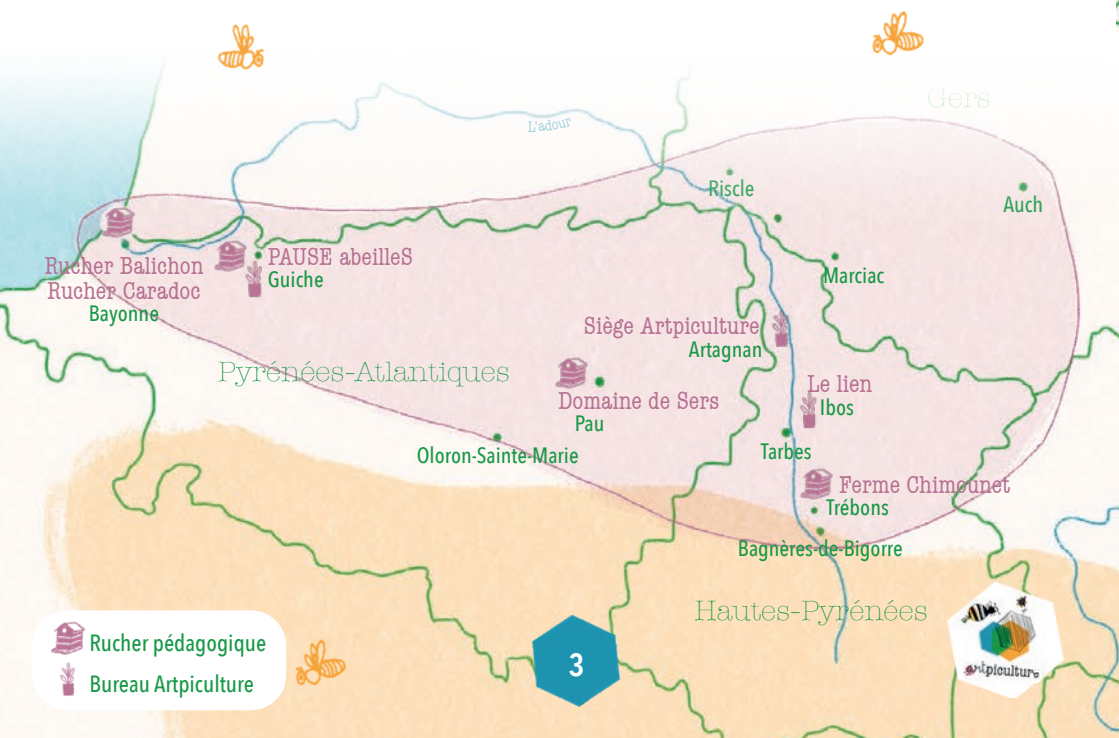 Gers
L'adour
Riscle
Auch
Rucher Balichon
Rucher Caradoc
Bayonne
PAUSE abeilleS
Guiche
Marciac
Siège Artpiculture
Artagnan
Pyrénées-Atlantiques
Domaine de Sers
Pau
Le lien
Ibos
Oloron-Sainte-Marie
Tarbes
Ferme Chimounet
Trébons
Bagnères-de-Bigorre
Hautes-Pyrénées
Rucher pédagogique
Bureau Artpiculture
3
artpiculture